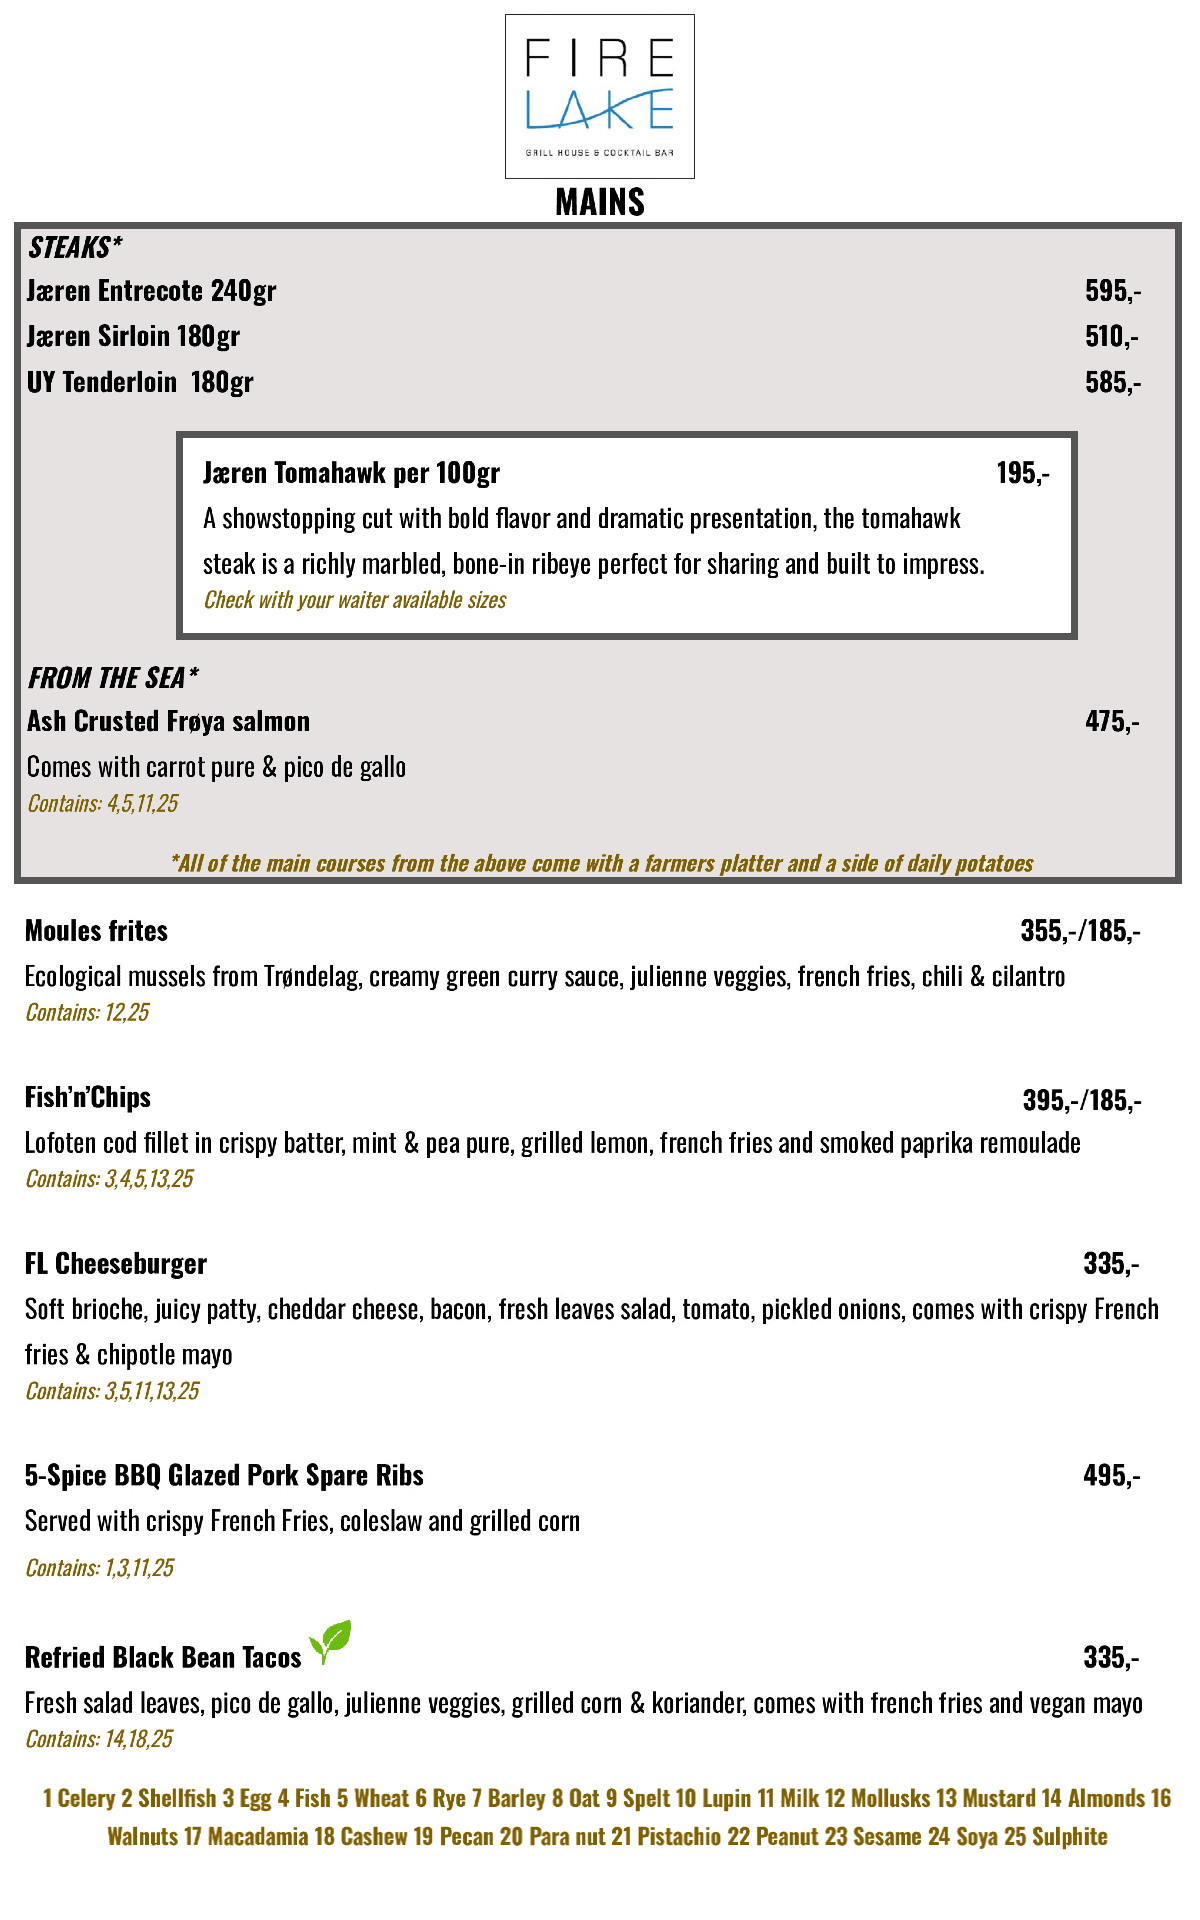 FIRE
LAKE
GRILL HOUSE & COCKTAIL BAR
MAINS
STEAKS*
Jæren Entrecote 240gr 595,-
Jæren Sirloin 180gr 510,-
UY Tenderloin 180gr 585,-
Jæren Tomahawk per 100gr 195,-
A showstopping cut with bold flavor and dramatic presentation, the tomahawk
steak is a richly marbled, bone-in ribeye perfect for sharing and built to impress.
Check with your waiter available sizes
FROM THE SEA*
Ash Crusted Frøya salmon 475,-
Comes with carrot pure & pico de gallo
Contains: 4,5,11,25
*All of the main courses from the above come with a farmers platter and a side of daily potatoes
Moules frites 355,-/185,-
Ecological mussels from Trøndelag, creamy green curry sauce, julienne veggies, french fries, chili & cilantro
Contains: 12,25
Fish’n’Chips 395,-/185,-
Lofoten cod fillet in crispy batter, mint & pea pure, grilled lemon, french fries and smoked paprika remoulade
Contains: 3,4,5,13,25
FL Cheeseburger 335,-
Soft brioche, juicy patty, cheddar cheese, bacon, fresh leaves salad, tomato, pickled onions, comes with crispy French
fries & chipotle mayo
Contains: 3,5,11,13,25
5-Spice BBQ Glazed Pork Spare Ribs 495,-
Served with crispy French Fries, coleslaw and grilled corn
Contains: 1,3,11,25
Refried Black Bean Tacos 335,-
Fresh salad leaves, pico de gallo, julienne veggies, grilled corn & koriander, comes with french fries and vegan mayo
Contains: 14,18,25
1 Celery 2 Shellfish 3 Egg 4 Fish 5 Wheat 6 Rye 7 Barley 8 Oat 9 Spelt 10 Lupin 11 Milk 12 Mollusks 13 Mustard 14 Almonds 16
Walnuts 17 Macadamia 18 Cashew 19 Pecan 20 Para nut 21 Pistachio 22 Peanut 23 Sesame 24 Soya 25 Sulphite